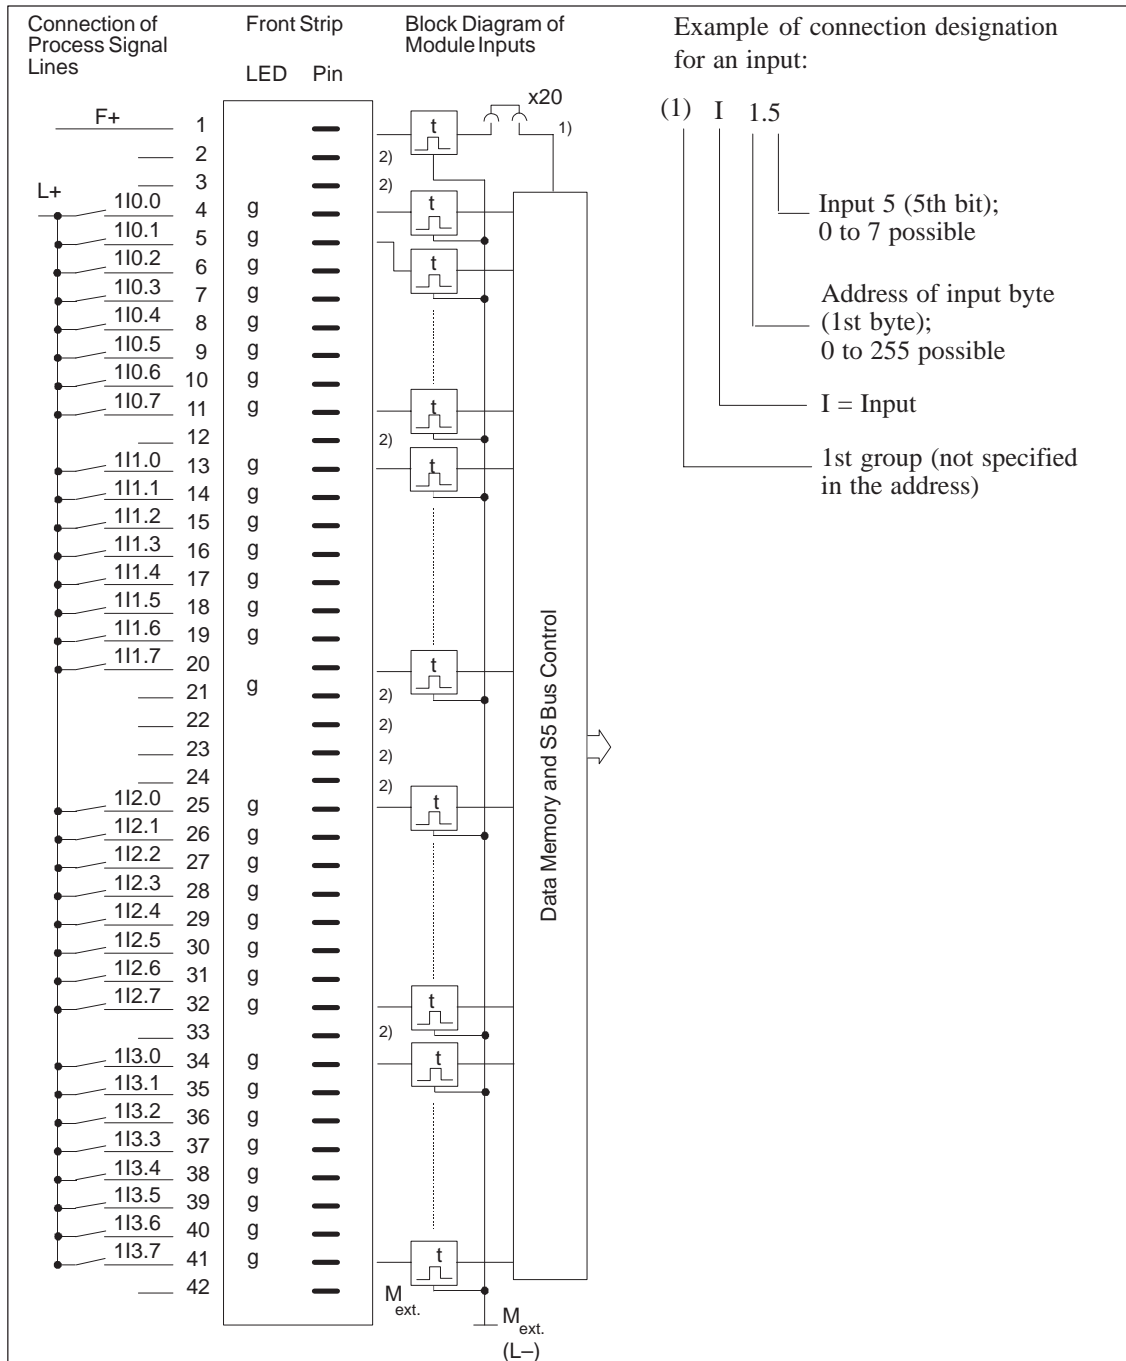 Connection of
Process Signal
Lines
Front Strip
LED Pin
Block Diagram of
Module Inputs
Example of connection designation
for an input:
(1) I 1.5
Input 5 (5th bit);
0 to 7 possible
Address of input byte
(1st byte);
0 to 255 possible
I = Input
1st group (not specified
in the address)
x20
F+ 1 t 1)
2 2)
3 2)
L+
1I0.0 4 g t
1I0.1 5 g
1I0.2 6 g t
1I0.3 7 g
1I0.4 8 g
1I0.5 9 g
1I0.6 10 g
1I0.7 11 g t
12 2)
1I1.0 13 g t
1I1.1 14 g
1I1.2 15 g
1I1.3 16 g
1I1.4 17 g
1I1.5 18 g
1I1.6 19 g
1I1.7 20 t
21 g 2)
22 2)
23 2)
24 2)
1I2.0 25 g t
1I2.1 26 g
1I2.2 27 g
1I2.3 28 g
1I2.4 29 g
1I2.5 30 g
1I2.6 31 g
1I2.7 32 g t
33 2)
1I3.0 34 g t
1I3.1 35 g
1I3.2 36 g
1I3.3 37 g
1I3.4 38 g
1I3.5 39 g
1I3.6 40 g
1I3.7 41 g t
42 Mext.
Mext.
(L–)
Data Memory and S5 Bus Control